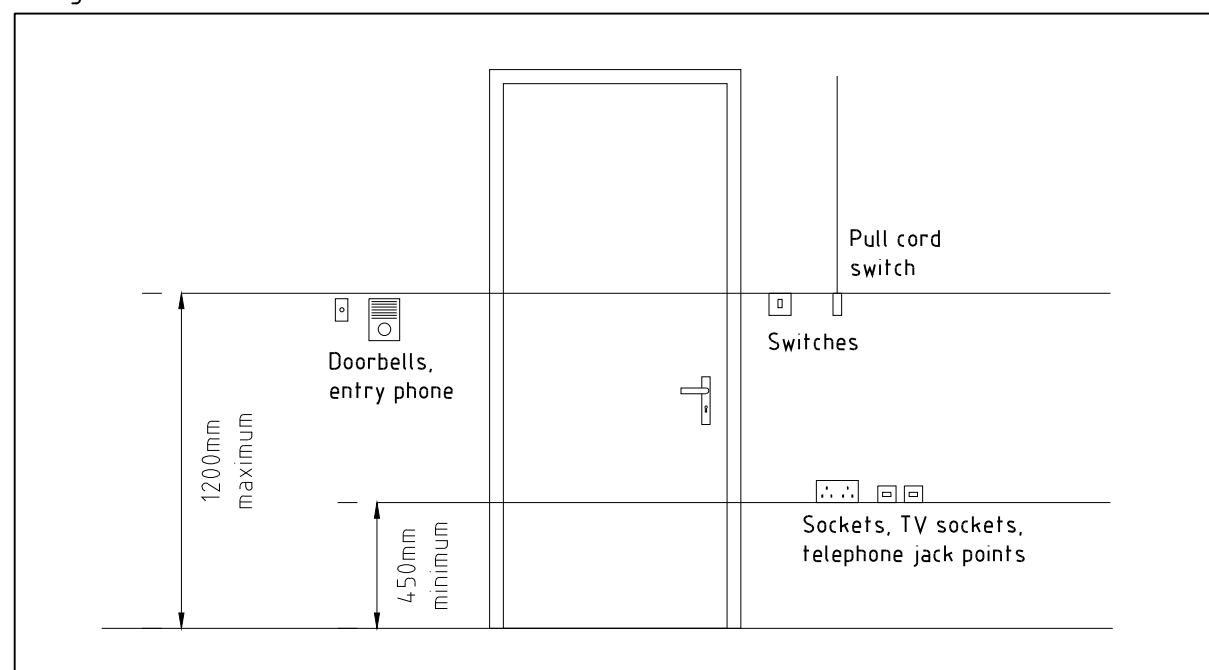 Pull cord
switch
Switches
Doorbells,
entry phone
1200mm
maximum
450mm
minimum
Sockets, TV sockets,
telephone jack points